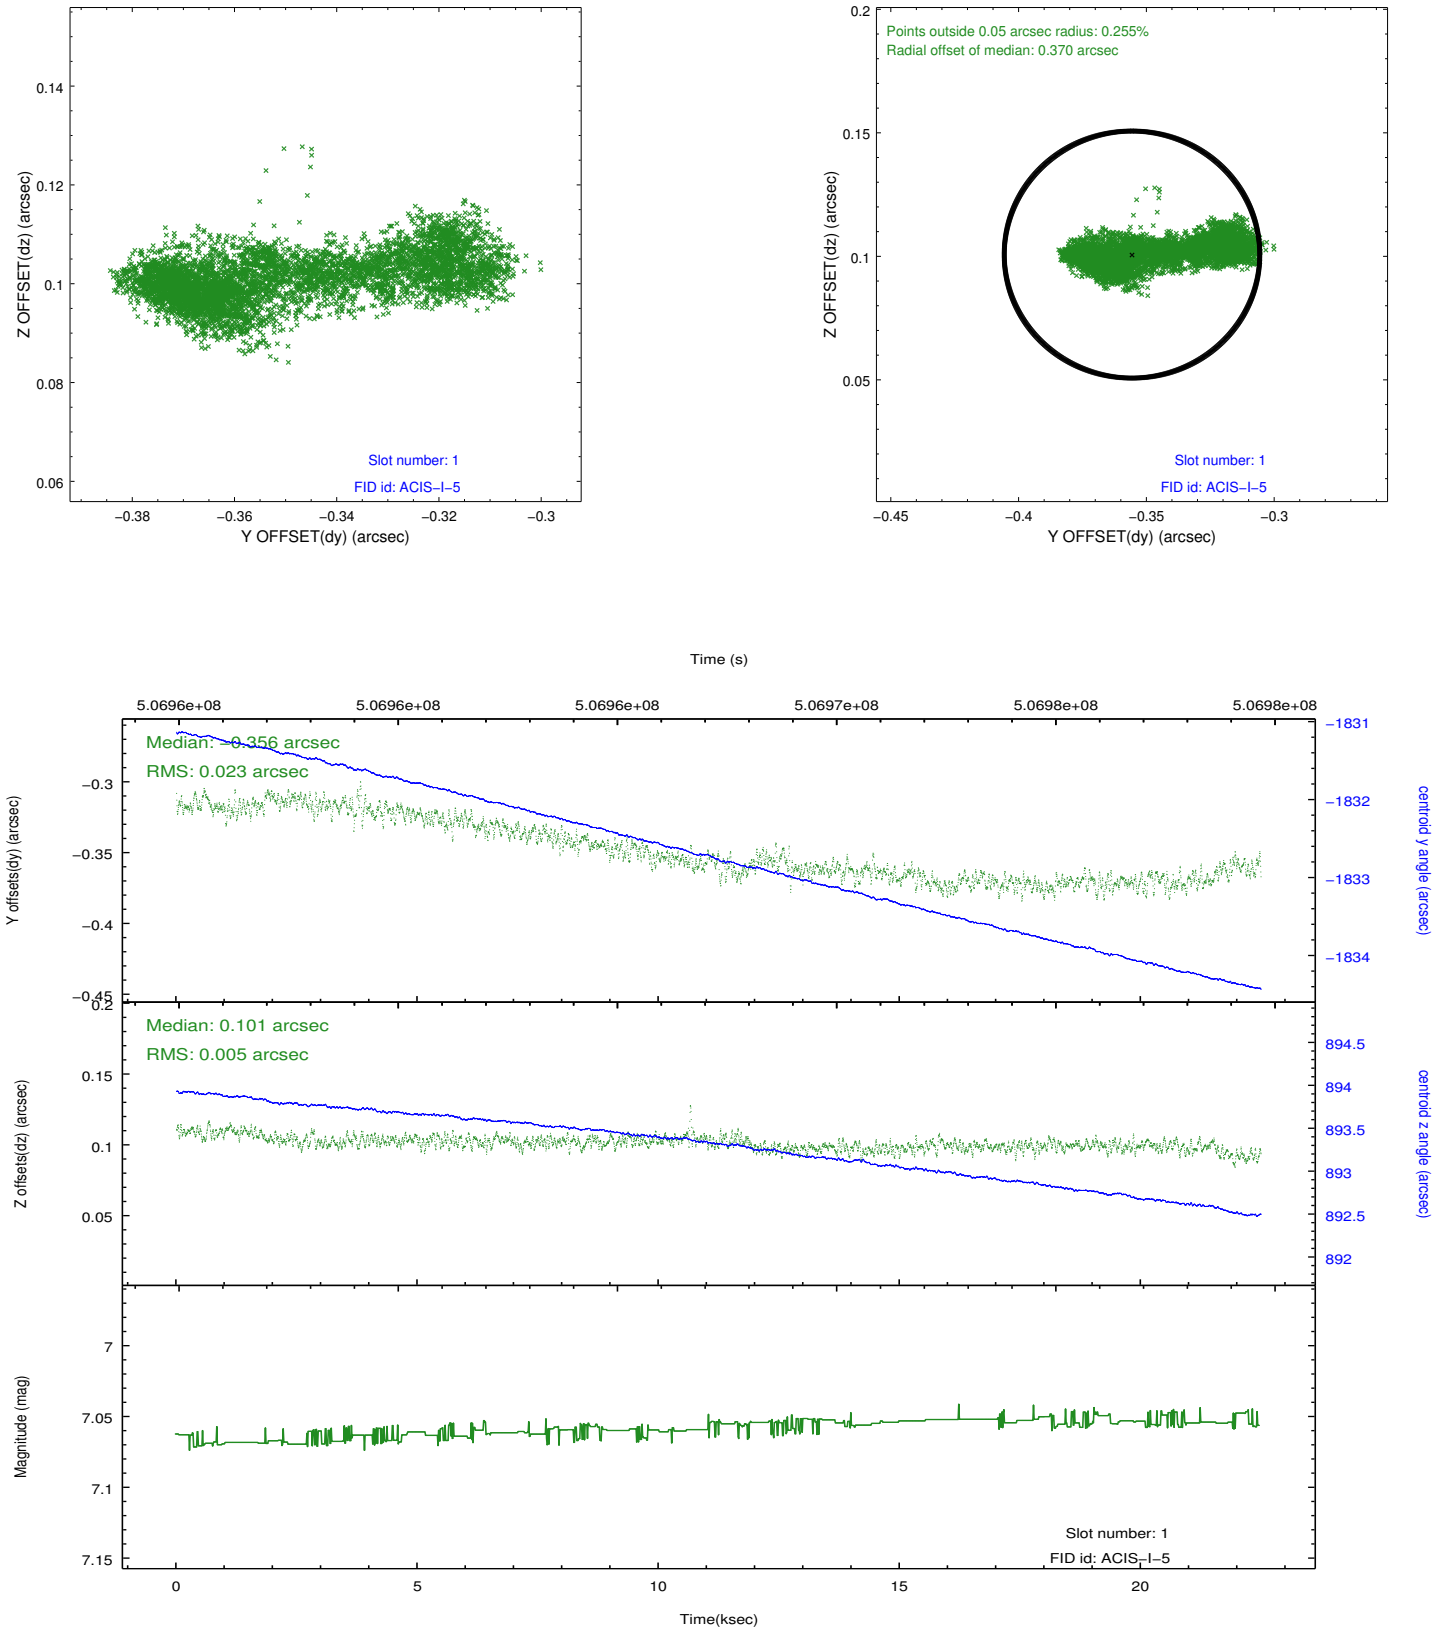 0.14
0.12
0.1
0.08
0.06
Z OFFSET(dz) (arcsec)
Slot number: 1
FID id: ACIS−I−5
−0.38
−0.36
−0.34
−0.32
−0.3
Y OFFSET(dy) (arcsec)
0.2
0.15
0.1
0.05
Z OFFSET(dz) (arcsec)
Points outside 0.05 arcsec radius: 0.255%
Radial offset of median: 0.370 arcsec
Slot number: 1
FID id: ACIS−I−5
−0.45
−0.4
−0.35
−0.3
Y OFFSET(dy) (arcsec)
Time (s)
5.0696e+08
5.0696e+08
5.0696e+08
5.0697e+08
5.0698e+08
5.0698e+08
Median: −0.356 arcsec
RMS: 0.023 arcsec
−0.3
−0.35
−0.4
−0.45
Y offsets(dy) (arcsec)
−1831
−1832
−1833
−1834
centroid y angle (arcsec)
Median: 0.101 arcsec
RMS: 0.005 arcsec
0.2
0.15
0.1
0.05
Z offsets(dz) (arcsec)
894.5
894
893.5
893
892.5
892
centroid z angle (arcsec)
7
7.05
7.1
7.15
Magnitude (mag)
Slot number: 1
FID id: ACIS−I−5
0
5
10
15
20
Time(ksec)